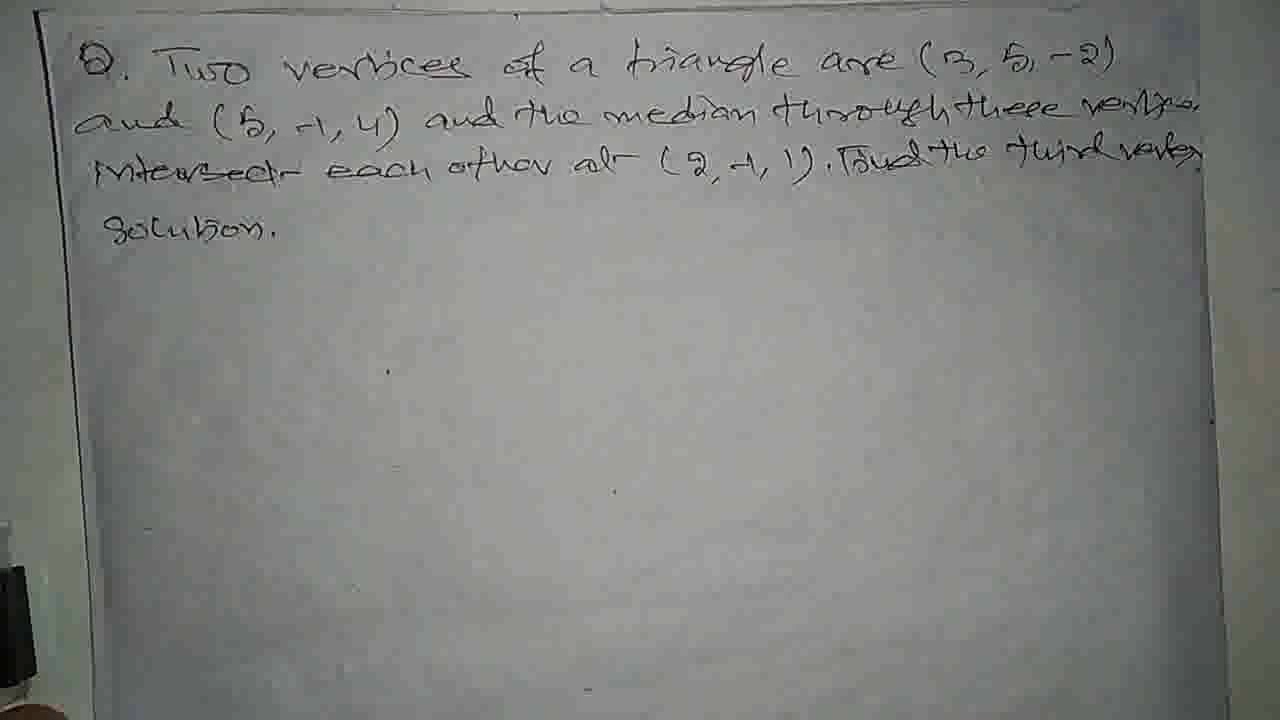 Q. Two vertices of a triangle are (3, 5, -2)
and (5, -1, 4) and the median through these vertices
intersect each other at (2, -1, 1). Find the third vertex.
Solution.